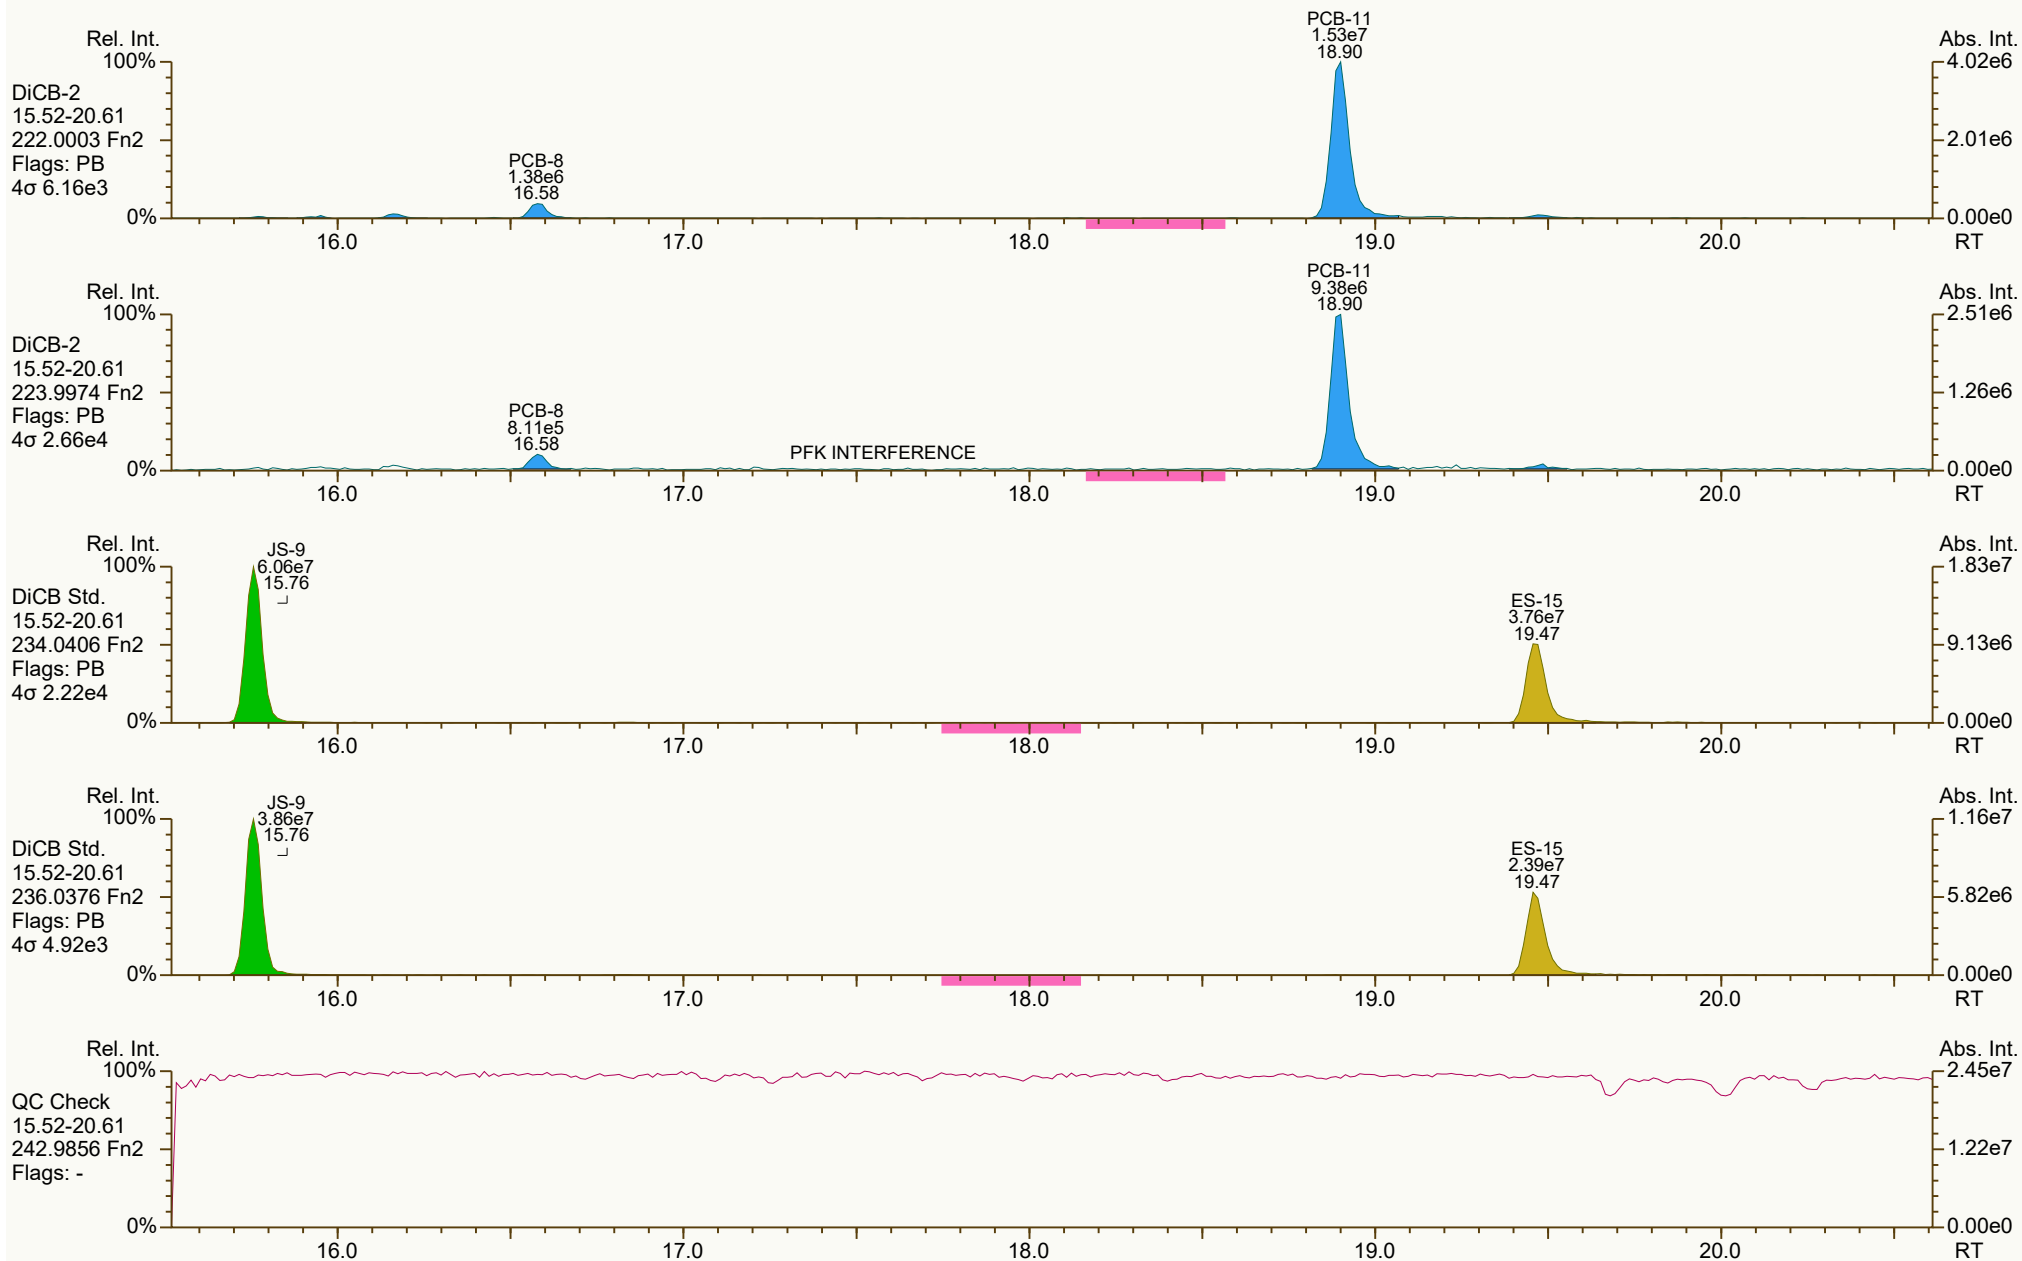 PCB-11
1.53e7
18.90
Rel. Int.
Abs. Int.
100%
4.02e6
DiCB-2
15.52-20.61
222.0003 Fn2
Flags: PB
4σ 6.16e3
2.01e6
PCB-8
1.38e6
16.58
0%
0.00e0
16.0 17.0 18.0 19.0 20.0 RT
PCB-11
9.38e6
18.90
Rel. Int.
Abs. Int.
100%
2.51e6
DiCB-2
15.52-20.61
223.9974 Fn2
Flags: PB
4σ 2.66e4
1.26e6
PCB-8
8.11e5
16.58
PFK INTERFERENCE
0%
0.00e0
16.0 17.0 18.0 19.0 20.0 RT
Rel. Int.
Abs. Int.
100%
1.83e7
JS-9
6.06e7
15.76
DiCB Std.
15.52-20.61
234.0406 Fn2
Flags: PB
4σ 2.22e4
ES-15
3.76e7
19.47
9.13e6
0%
0.00e0
16.0 17.0 18.0 19.0 20.0 RT
Rel. Int.
Abs. Int.
100%
1.16e7
JS-9
3.86e7
15.76
DiCB Std.
15.52-20.61
236.0376 Fn2
Flags: PB
4σ 4.92e3
ES-15
2.39e7
19.47
5.82e6
0%
0.00e0
16.0 17.0 18.0 19.0 20.0 RT
Rel. Int.
Abs. Int.
100%
2.45e7
QC Check
15.52-20.61
242.9856 Fn2
Flags: -
1.22e7
0%
0.00e0
16.0 17.0 18.0 19.0 20.0 RT